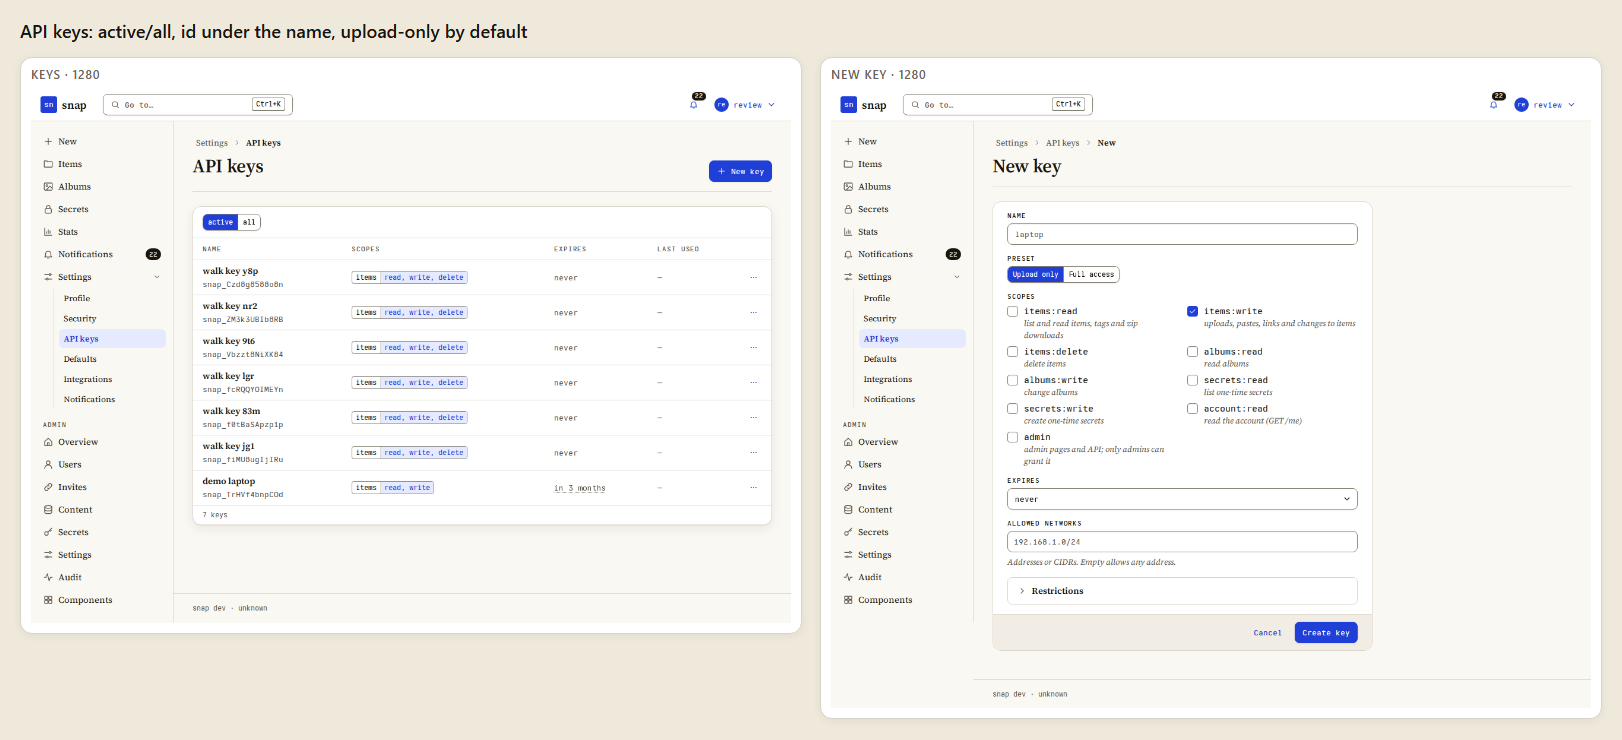 API keys: active/all, id under the name, upload-only by default
KEYS · 1280
sn snap
Go to…
Ctrl+K
22
re review
New
Items
Albums
Secrets
Stats
Notifications 22
Settings
Profile
Security
API keys
Defaults
Integrations
Notifications
ADMIN
Overview
Users
Invites
Content
Secrets
Settings
Audit
Components
Settings > API keys
API keys
+ New key
active all
NAME SCOPES EXPIRES LAST USED
walk key y8p
items read, write, delete never – ...
walk key nr2
items read, write, delete never – ...
snap_ZM3k3UBIb8RB
walk key 9t6
items read, write, delete never – ...
snap_VbzztBNiXK84
walk key lgr
items read, write, delete never – ...
snap_fcRQQYOIMEYn
walk key 83m
items read, write, delete never – ...
snap_f0tBaSApzp1p
walk key jg1
items read, write, delete never – ...
demo laptop
items read, write in 3 months – ...
snap_TrHVf4bnpCOd
7 keys
snap dev · unknown
NEW KEY · 1280
sn snap
Go to…
Ctrl+K
22
re review
New
Items
Albums
Secrets
Stats
Notifications 22
Settings
Profile
Security
API keys
Defaults
Integrations
Notifications
ADMIN
Overview
Users
Invites
Content
Secrets
Settings
Audit
Components
Settings > API keys > New
New key
NAME
laptop
PRESET
Upload only Full access
SCOPES
items:read
list and read items, tags and zip
downloads
items:write
uploads, pastes, links and changes to items
items:delete
delete items
albums:read
read albums
albums:write
change albums
secrets:read
list one-time secrets
secrets:write
create one-time secrets
account:read
read the account (GET /me)
admin
admin pages and API; only admins can
grant it
EXPIRES
never
ALLOWED NETWORKS
192.168.1.0/24
Addresses or CIDRs. Empty allows any address.
Restrictions
Cancel
Create key
snap dev · unknown